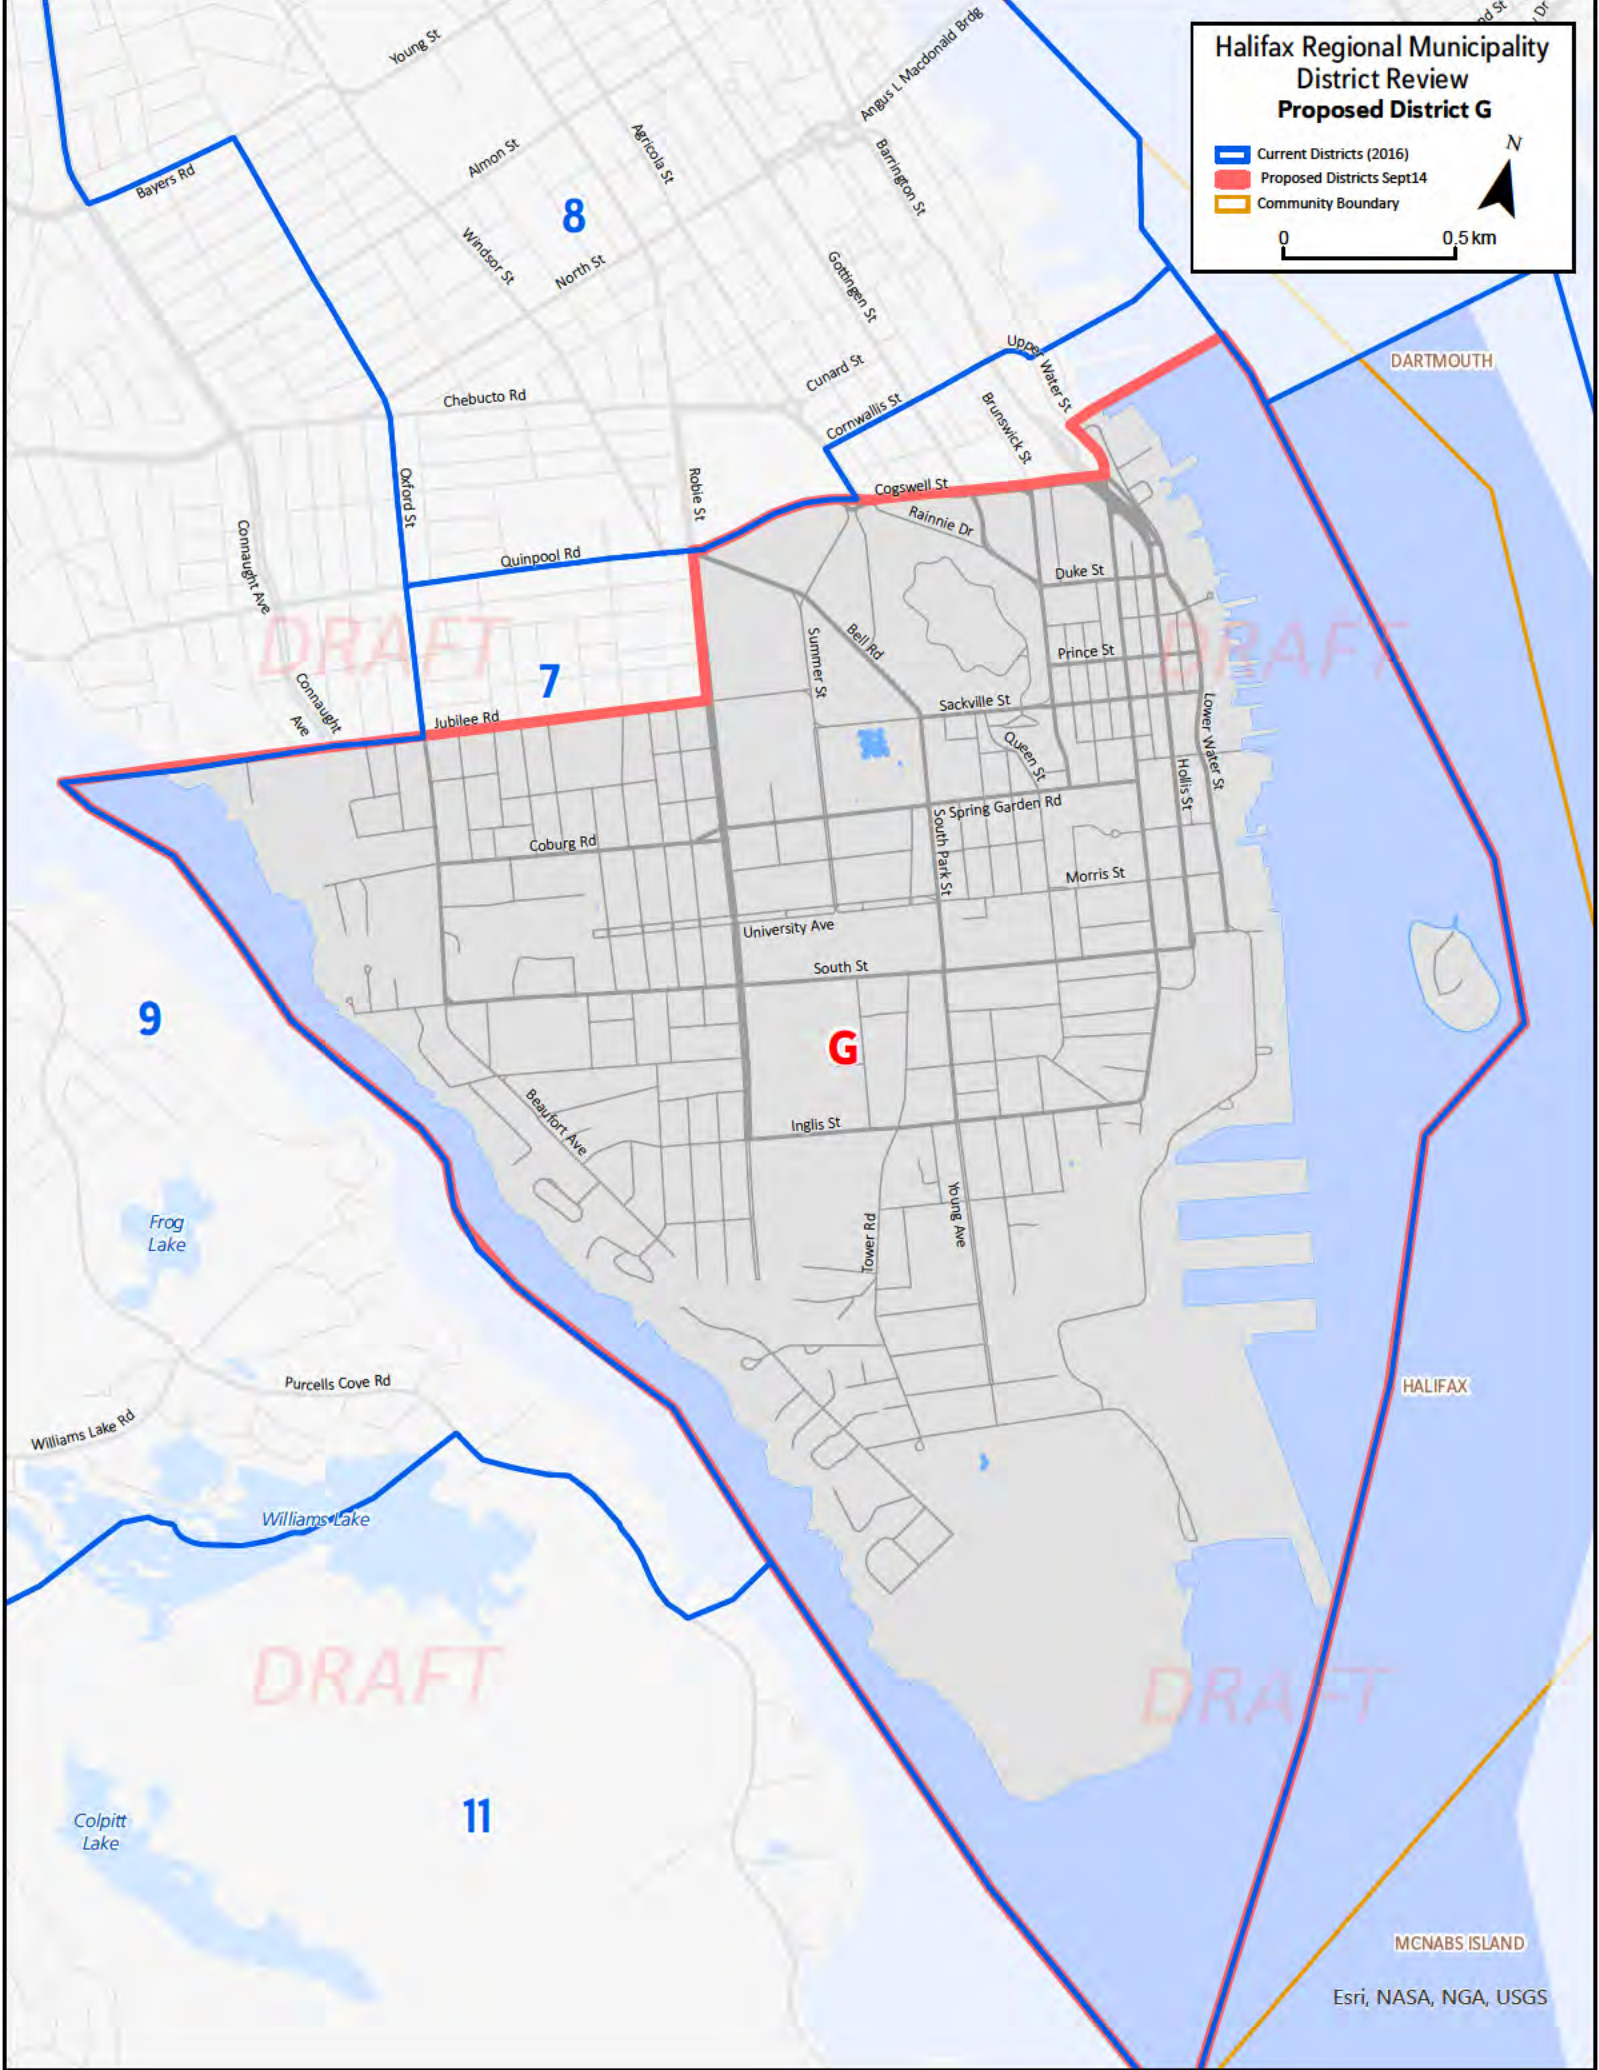 nd St
Dr
Young St
Angus L Macdonald Brdg
Halifax Regional Municipality
District Review
Proposed District G
N
Current Districts (2016)
Proposed Districts Sept14
Community Boundary
0
0.5 km
Almon St
Agricola St
Barrington St
Bayers Rd
8
Windsor St
North St
Gottingen St
Upper Water St
DARTMOUTH
Cunard St
Chebucto Rd
Cornwallis St
Brunswick St
Oxford St
Robie St
Cogswell St
Rainnie Dr
Connaught Ave
Quinpool Rd
Duke St
DRAFT
DRAFT
Summer St
Bell Rd
Prince St
7
Connaught
Ave
Jubilee Rd
Sackville St
Lower Water St
Queen St
Hollis St
Spring Garden Rd
South Park St
Coburg Rd
Morris St
University Ave
South St
9
G
Beaufort Ave
Inglis St
Young Ave
Tower Rd
Frog
Lake
Purcells Cove Rd
HALIFAX
Williams Lake Rd
Williams Lake
DRAFT
DRAFT
11
Colpitt
Lake
MCNABS ISLAND
Esri, NASA, NGA, USGS